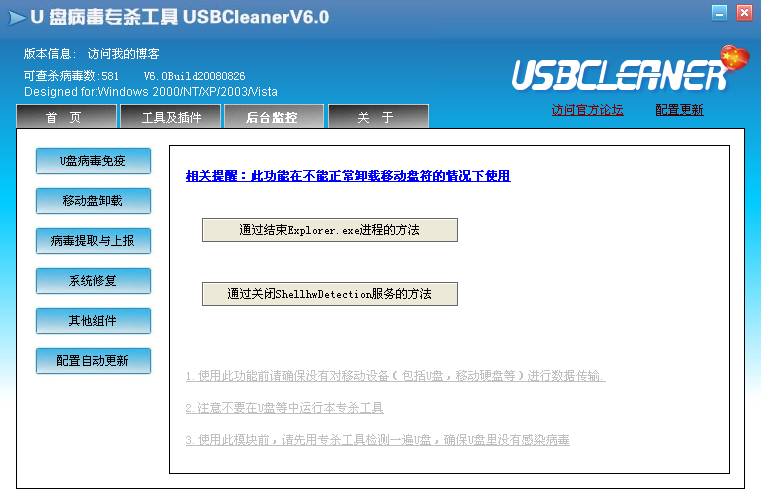 U 盘病毒专杀工具 USBCleanerV6.0
版本信息: 访问我的博客
可查杀病毒数:581 V6.0Build20080826
Designed for:Windows 2000/NT/XP/2003/Vista
USBCLEANER
访问官方论坛 配置更新
首 页 工具及插件 后台监控 关 于
U盘病毒免疫
移动盘卸载
病毒提取与上报
系统修复
其他组件
配置自动更新
相关提醒：此功能在不能正常卸载移动盘符的情况下使用
通过结束Explorer.exe进程的方法
通过关闭ShellhwDetection服务的方法
1.使用此功能前请确保没有对移动设备(包括U盘,移动硬盘等)进行数据传输.
2.注意不要在U盘等中运行本专杀工具
3.使用此模块前,请先用专杀工具检测一遍U盘,确保U盘里没有感染病毒